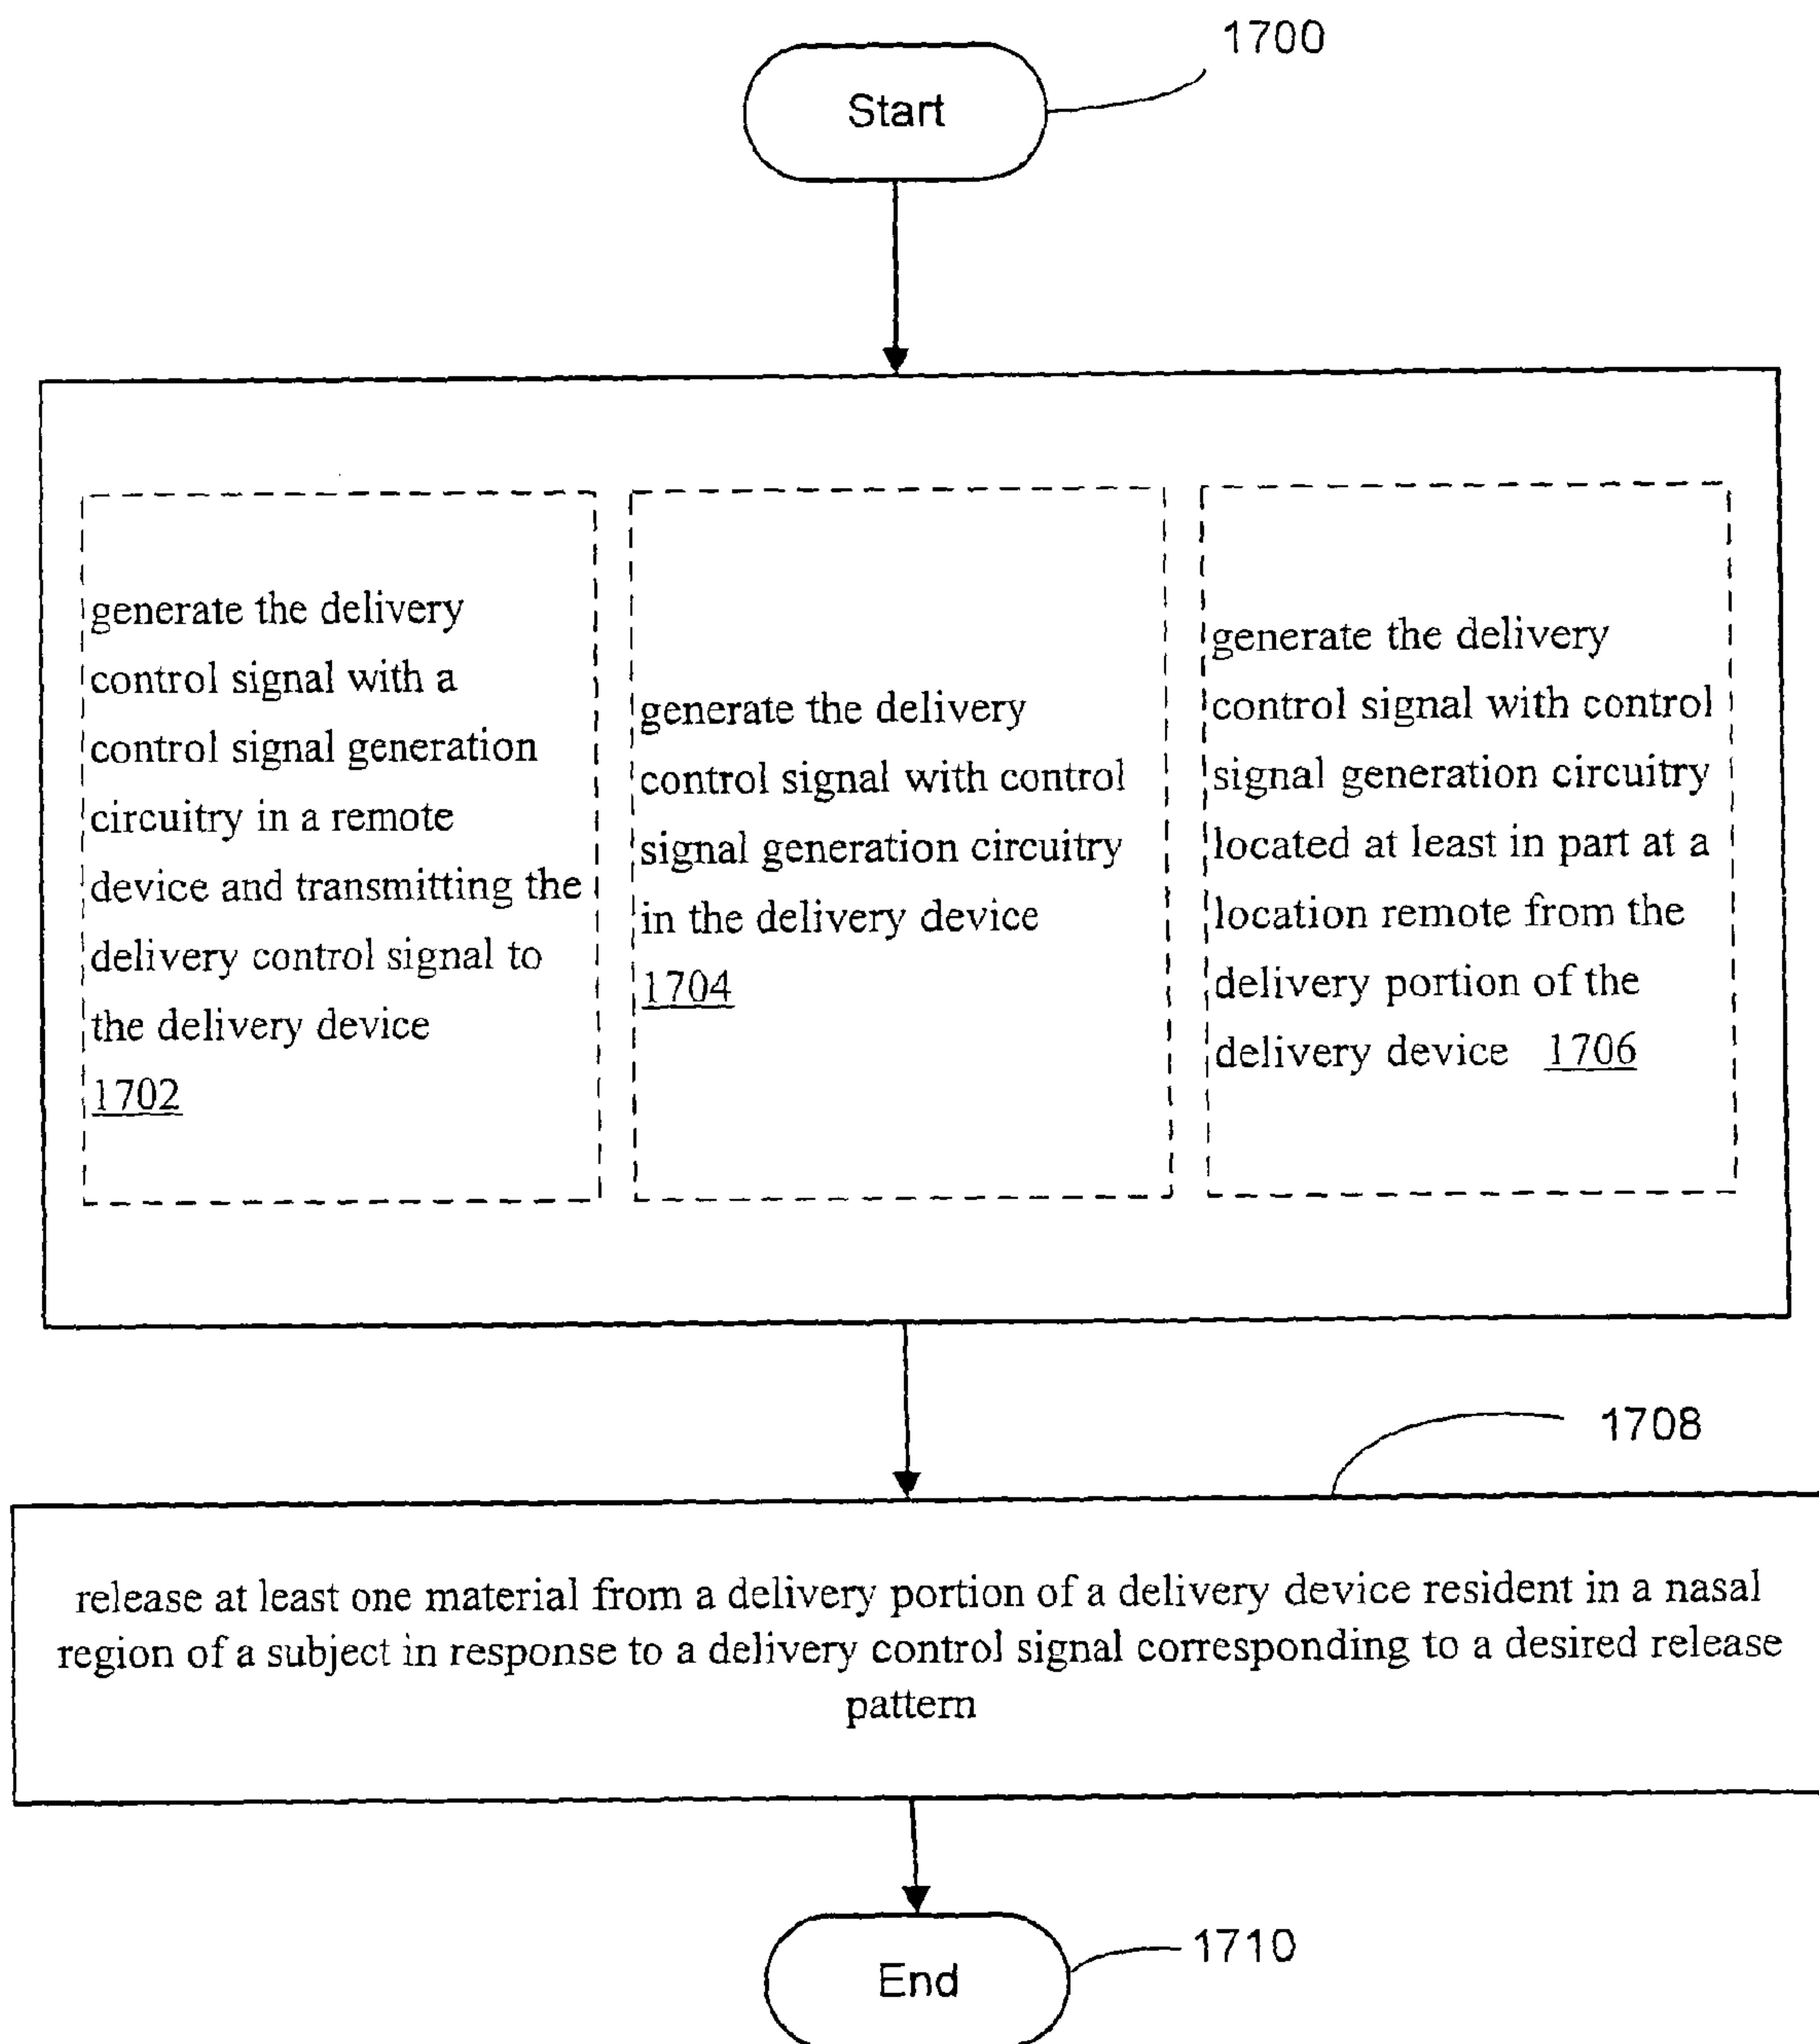 1700
Start
generate the delivery
control signal with a
control signal generation
circuitry in a remote
device and transmitting the
delivery control signal to
the delivery device
1702
generate the delivery
control signal with control
signal generation circuitry
in the delivery device
1704
generate the delivery
control signal with control
signal generation circuitry
located at least in part at a
location remote from the
delivery portion of the
delivery device 1706
1708
release at least one material from a delivery portion of a delivery device resident in a nasal
region of a subject in response to a delivery control signal corresponding to a desired release
pattern
End
1710